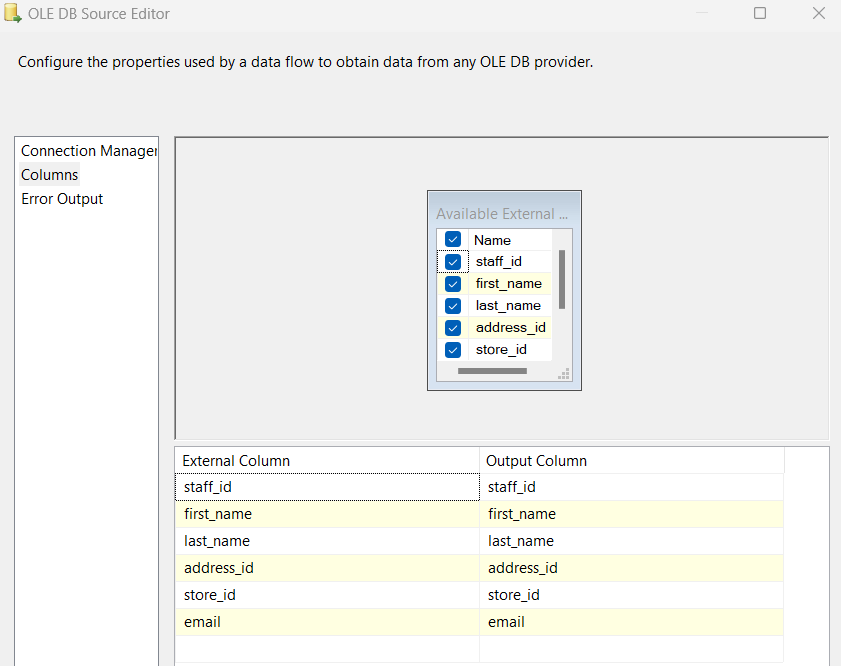 OLE DB Source Editor
Configure the properties used by a data flow to obtain data from any OLE DB provider.
Connection Manager
Columns
Error Output
Available External ...
Name
staff_id
first_name
last_name
address_id
store_id
External Column Output Column
staff_id staff_id
first_name first_name
last_name last_name
address_id address_id
store_id store_id
email email